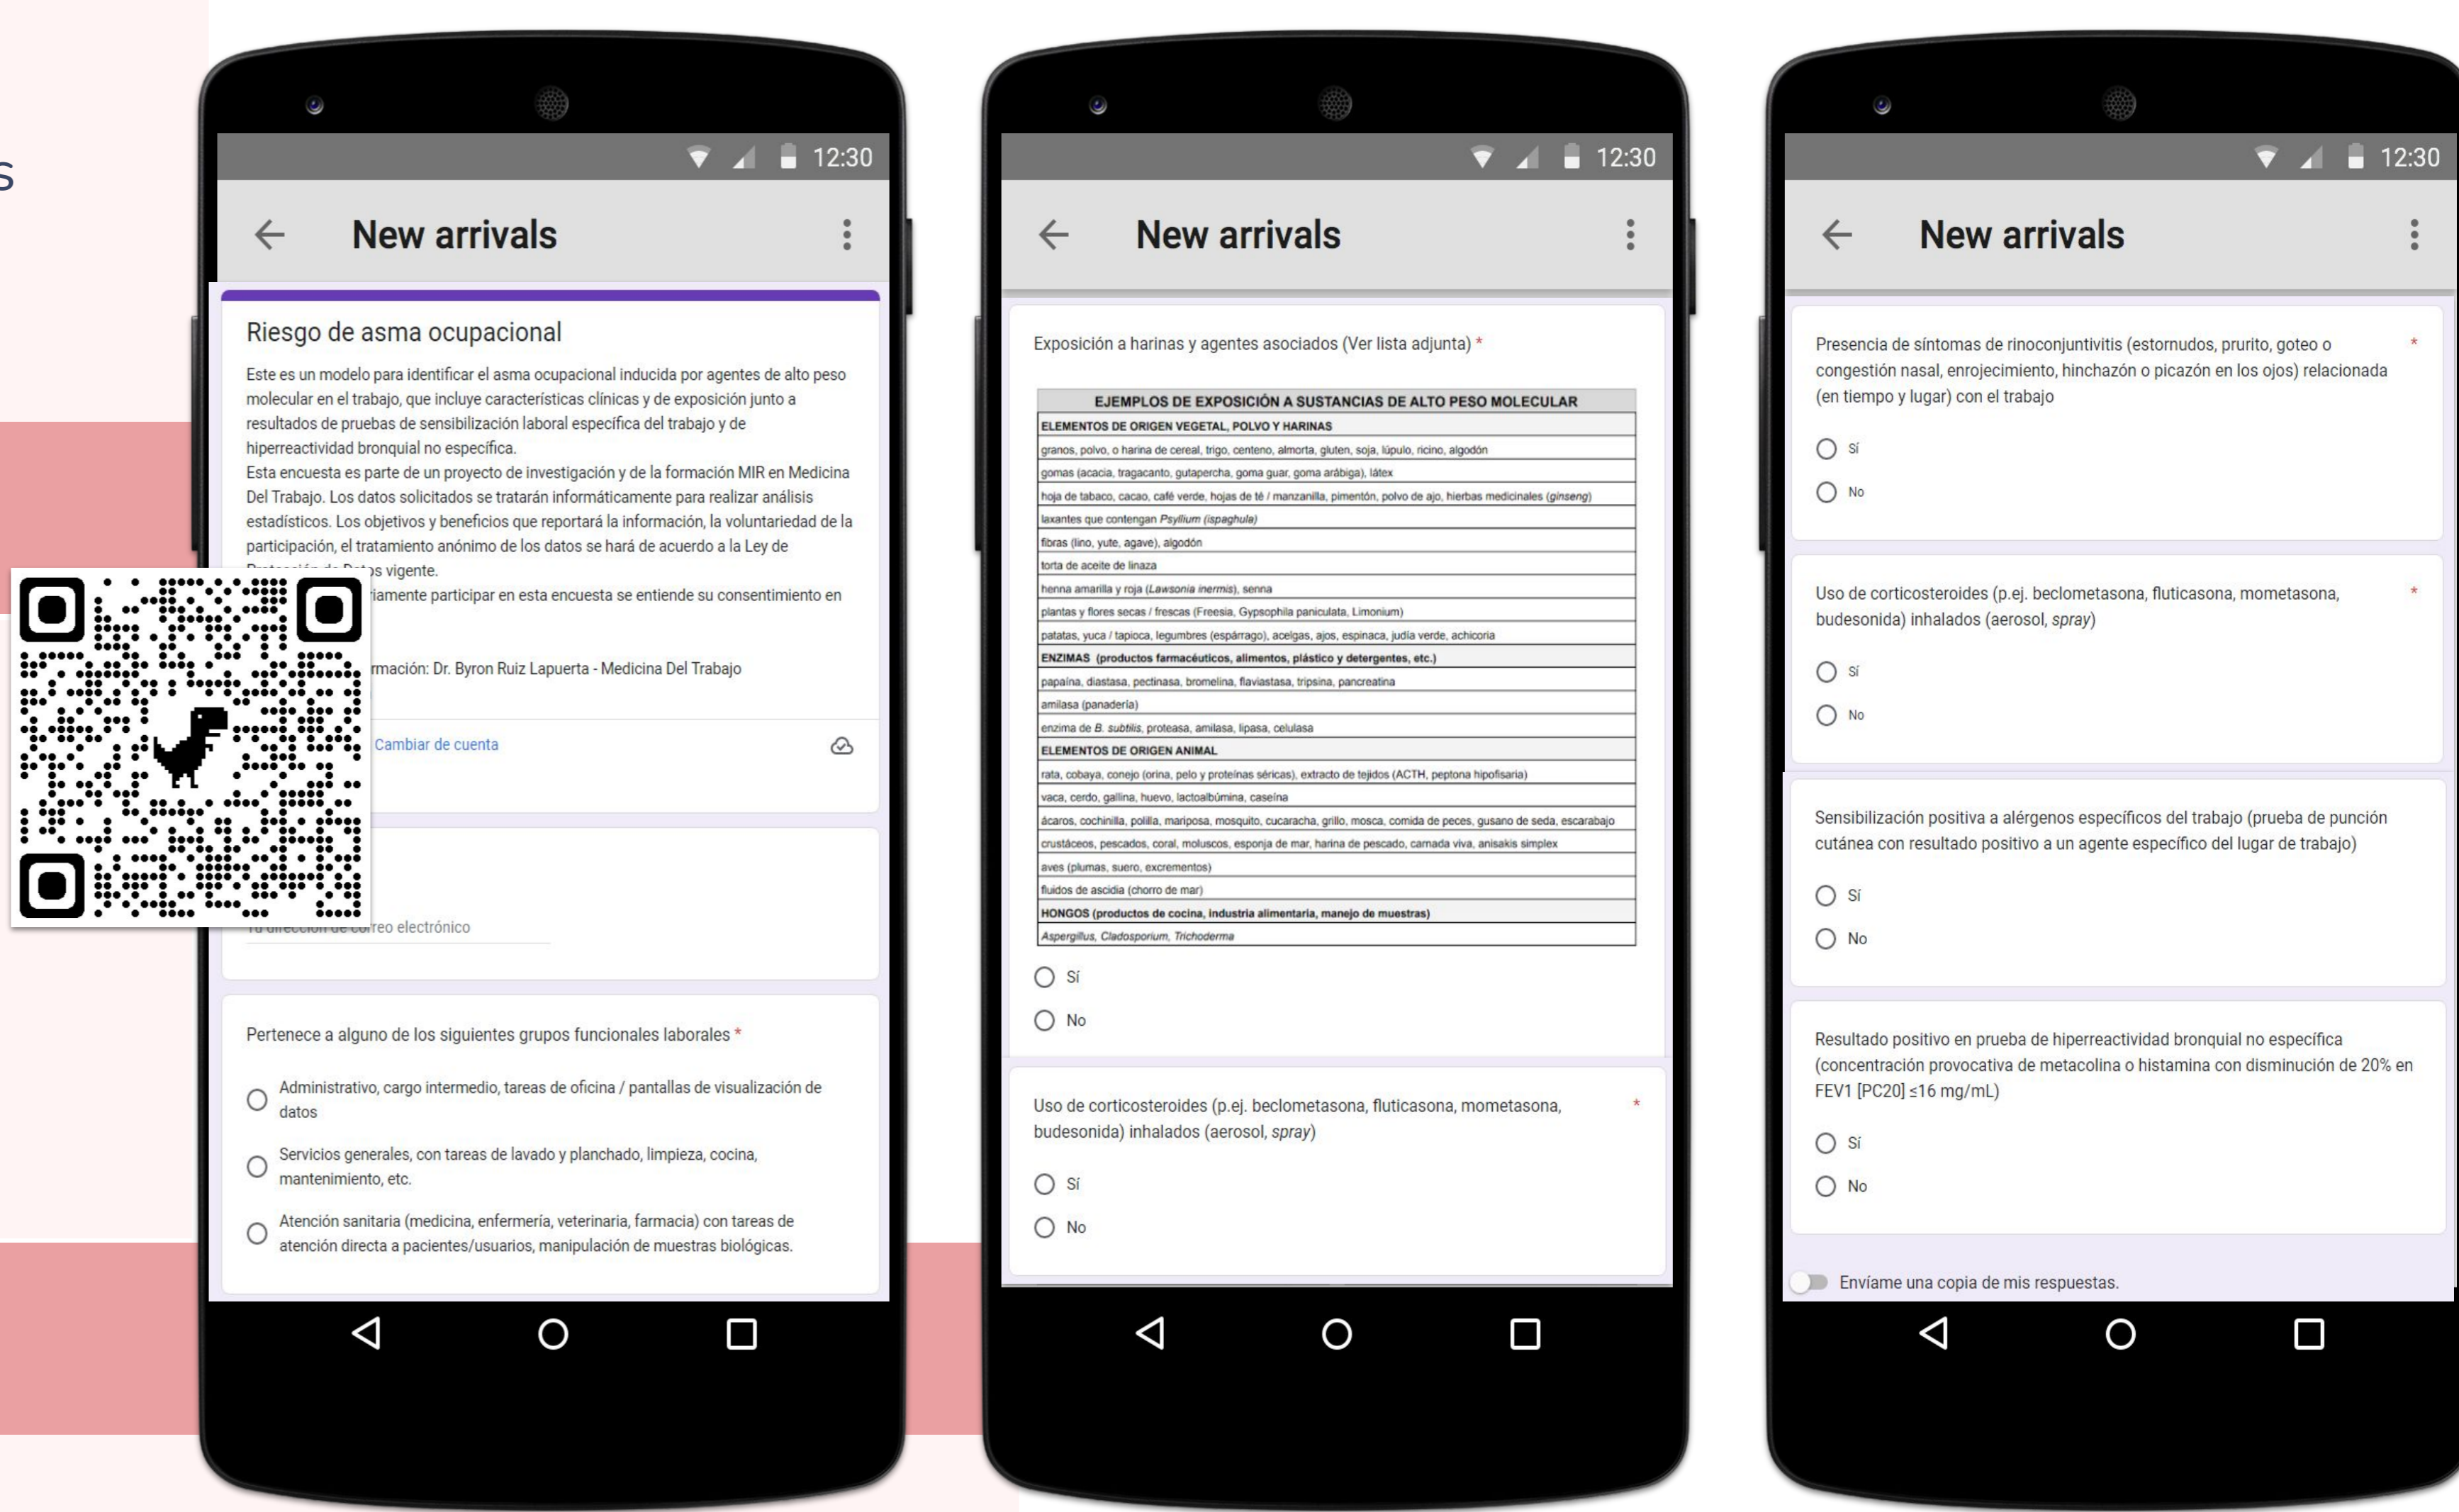 s
12:30
New arrivals
Riesgo de asma ocupacional
Este es un modelo para identificar el asma ocupacional inducida por agentes de alto peso
molecular en el trabajo, que incluye características clínicas y de exposición junto a
resultados de pruebas de sensibilización laboral específica del trabajo y de
hiperreactividad bronquial no específica.
Esta encuesta es parte de un proyecto de investigación y de la formación MIR en Medicina
Del Trabajo. Los datos solicitados se tratarán informáticamente para realizar análisis
estadísticos. Los objetivos y beneficios que reportará la información, la voluntariedad de la
participación, el tratamiento anónimo de los datos se hará de acuerdo a la Ley de
vigente.
participar en esta encuesta se entiende su consentimiento en
Dr. Byron Ruiz Lapuerta - Medicina Del Trabajo
Cambiar de cuenta
Tu dirección de correo electrónico
Pertenece a alguno de los siguientes grupos funcionales laborales *
Administrativo, cargo intermedio, tareas de oficina / pantallas de visualización de
datos
Servicios generales, con tareas de lavado y planchado, limpieza, cocina,
mantenimiento, etc.
Atención sanitaria (medicina, enfermería, veterinaria, farmacia) con tareas de
atención directa a pacientes/usuarios, manipulación de muestras biológicas.
12:30
New arrivals
Exposición a harinas y agentes asociados (Ver lista adjunta) *
EJEMPLOS DE EXPOSICIÓN A SUSTANCIAS DE ALTO PESO MOLECULAR
ELEMENTOS DE ORIGEN VEGETAL, POLVO Y HARINAS
granos, polvo, o harina de cereal, trigo, centeno, almorta, gluten, soja, lúpulo, ricino, algodón
gomas (acacia, tragacanto, gutapercha, goma guar, goma arábiga), látex
hoja de tabaco, cacao, café verde, hojas de té / manzanilla, pimentón, polvo de ajo, hierbas medicinales (ginseng)
laxantes que contengan Psyllium (ispaghula)
fibras (lino, yute, agave), algodón
torta de aceite de linaza
henna amarilla y roja (Lawsonia inermis), senna
plantas y flores secas / frescas (Freesia, Gypsophila paniculata, Limonium)
patatas, yuca / tapioca, legumbres (espárrago), acelgas, ajos, espinaca, judía verde, achicoria
ENZIMAS (productos farmacéuticos, alimentos, plástico y detergentes, etc.)
papaína, diastasa, pectinasa, bromelina, flaviastasa, tripsina, pancreatina
amilasa (panadería)
enzima de B. subtilis, proteasa, amilasa, lipasa, celulasa
ELEMENTOS DE ORIGEN ANIMAL
rata, cobaya, conejo (orina, pelo y proteínas séricas), extracto de tejidos (ACTH, peptona hipofisaria)
vaca, cerdo, gallina, huevo, lactoalbúmina, caseína
ácaros, cochinilla, polilla, mariposa, mosquito, cucaracha, grillo, mosca, comida de peces, gusano de seda, escarabajo
crustáceos, pescados, coral, moluscos, esponja de mar, harina de pescado, carnada viva, anisakis simplex
aves (plumas, suero, excrementos)
fluidos de ascidia (chorro de mar)
HONGOS (productos de cocina, industria alimentaria, manejo de muestras)
Aspergillus, Cladosporium, Trichoderma
Sí
No
Uso de corticosteroides (p.ej. beclometasona, fluticasona, mometasona, *
budesonida) inhalados (aerosol, spray)
Sí
No
12:30
New arrivals
Presencia de síntomas de rinoconjuntivitis (estornudos, prurito, goteo o *
congestión nasal, enrojecimiento, hinchazón o picazón en los ojos) relacionada
(en tiempo y lugar) con el trabajo
Sí
No
Uso de corticosteroides (p.ej. beclometasona, fluticasona, mometasona, *
budesonida) inhalados (aerosol, spray)
Sí
No
Sensibilización positiva a alérgenos específicos del trabajo (prueba de punción
cutánea con resultado positivo a un agente específico del lugar de trabajo)
Sí
No
Resultado positivo en prueba de hiperreactividad bronquial no específica
(concentración provocativa de metacolina o histamina con disminución de 20% en
FEV1 [PC20] ≤16 mg/mL)
Sí
No
Envíame una copia de mis respuestas.